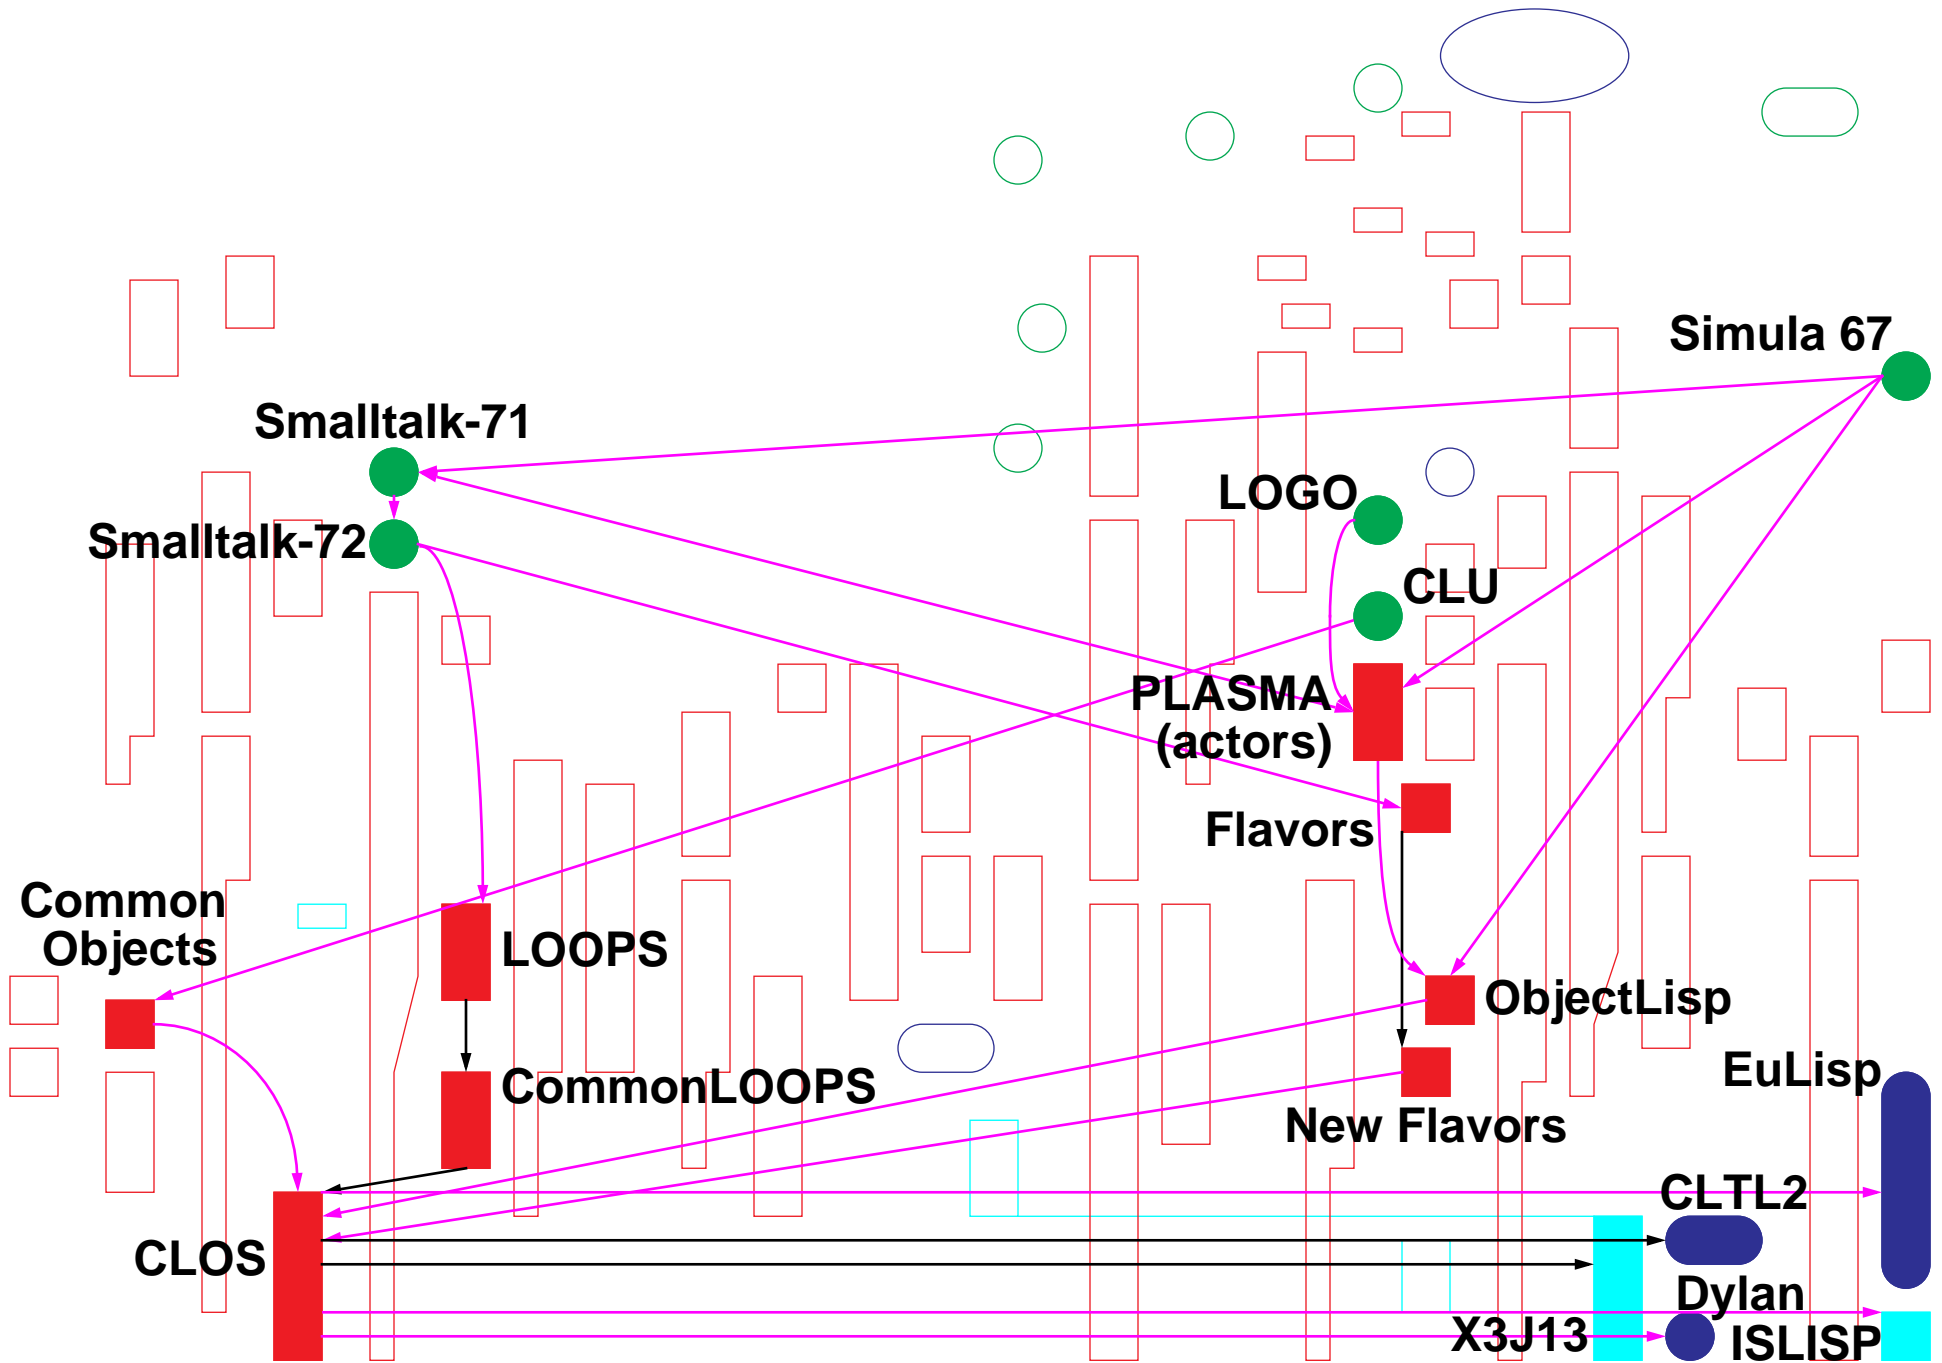 Simula 67
Smalltalk-71
LOGO
Smalltalk-72
CLU
PLASMA
(actors)
Flavors
Common
Objects
LOOPS
ObjectLisp
EuLisp
CommonLOOPS
New Flavors
CLTL2
CLOS
Dylan
X3J13
ISLISP